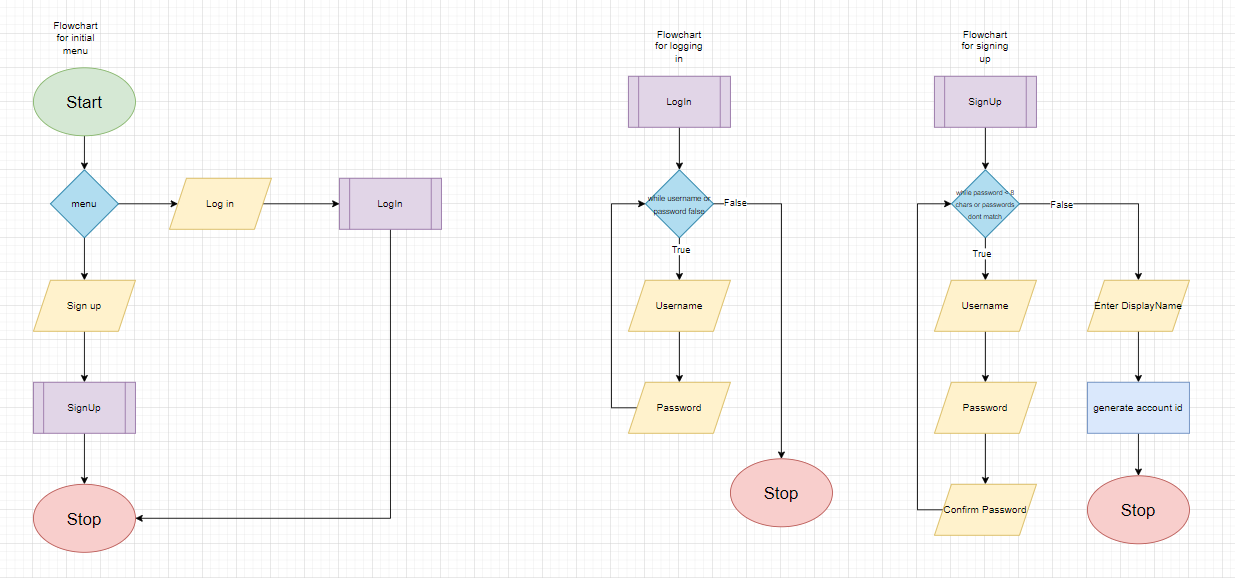 Flowchart
for initial
menu
Start
menu
Log in
LogIn
Sign up
SignUp
Stop
Flowchart
for logging
in
LogIn
while username or
password false
False
True
Username
Password
Stop
Flowchart
for signing
up
SignUp
while password < 8
chars or passwords
dont match
False
True
Username
Enter DisplayName
Password
generate account id
Confirm Password
Stop